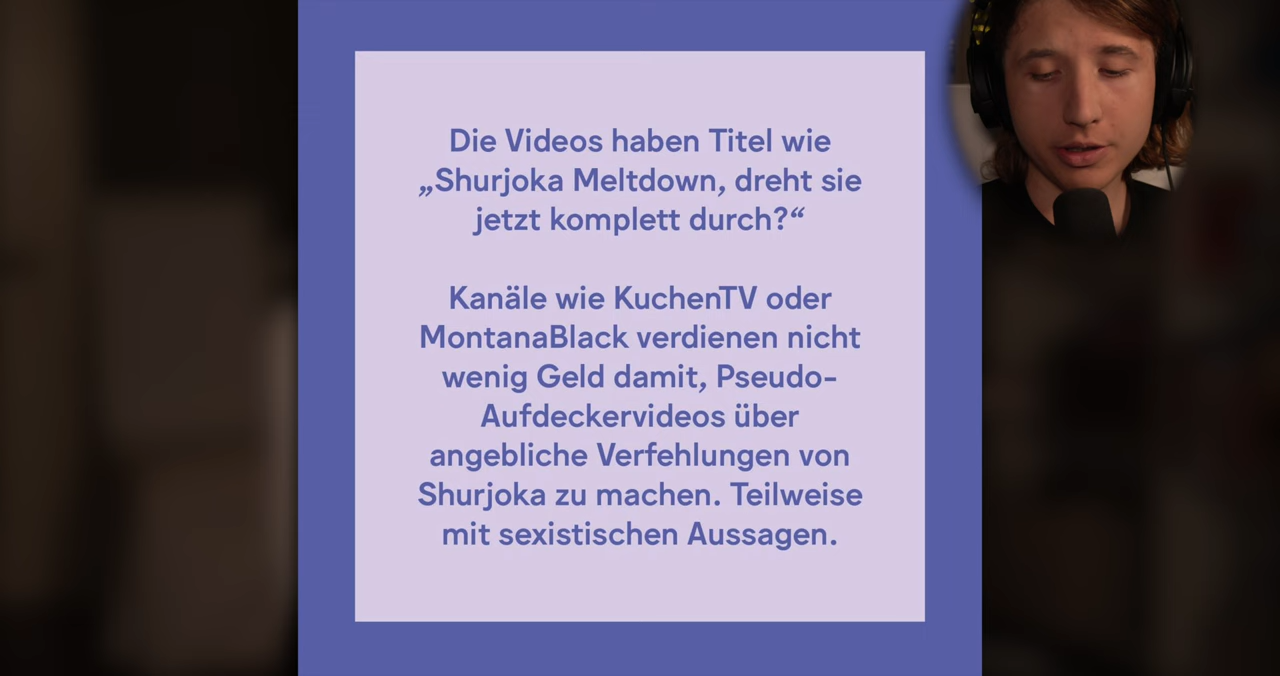 Die Videos haben Titel wie
„Shurjoka Meltdown, dreht sie
jetzt komplett durch?“
Kanäle wie KuchenTV oder
MontanaBlack verdienen nicht
wenig Geld damit, Pseudo-
Aufdeckervideos über
angebliche Verfehlungen von
Shurjoka zu machen. Teilweise
mit sexistischen Aussagen.